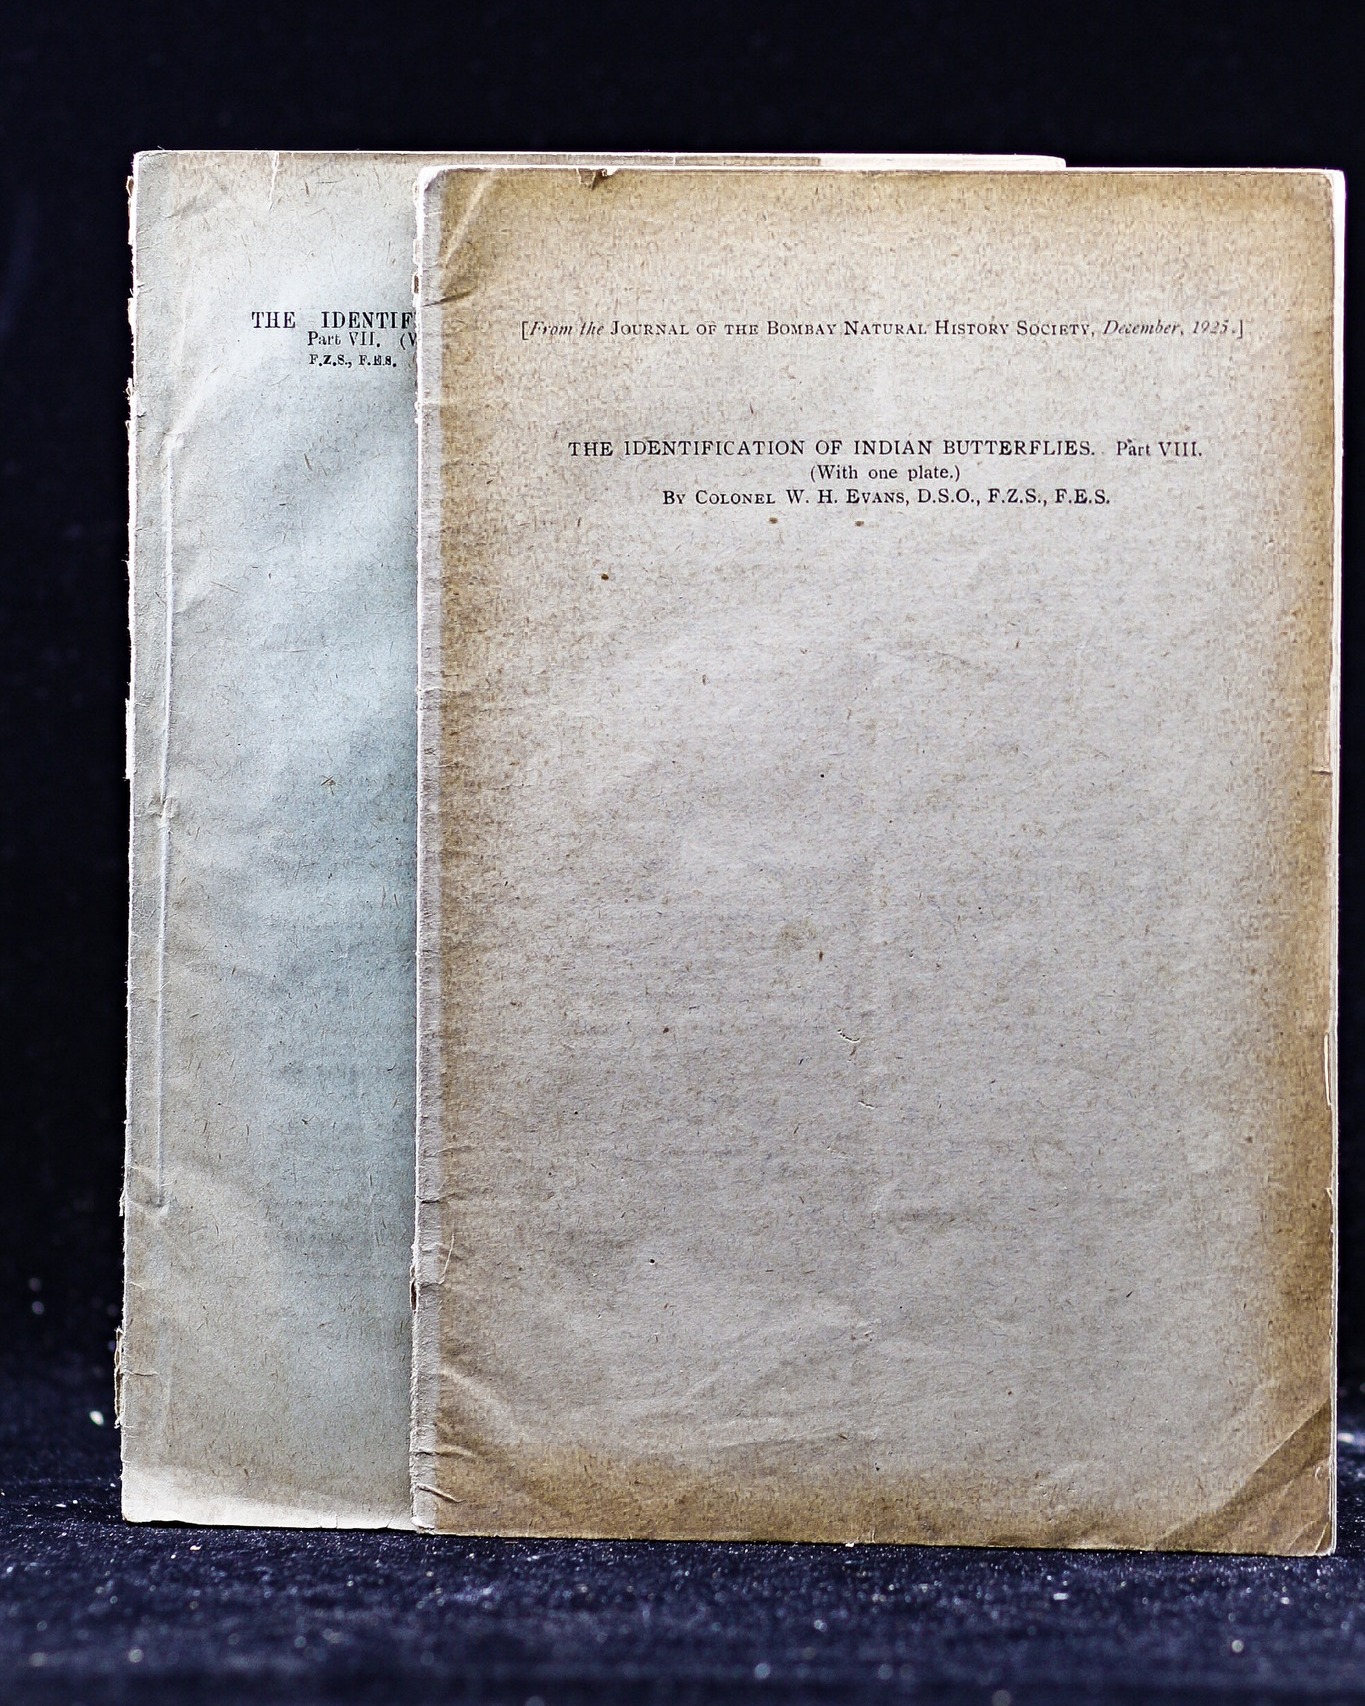 THE IDENTIF
Part VII. (W
F.Z.S., F.E.S.
[From the JOURNAL OF THE BOMBAY NATURAL HISTORY SOCIETY, December, 1925.]
THE IDENTIFICATION OF INDIAN BUTTERFLIES. Part VIII.
(With one plate.)
BY COLONEL W. H. EVANS, D.S.O., F.Z.S., F.E.S.